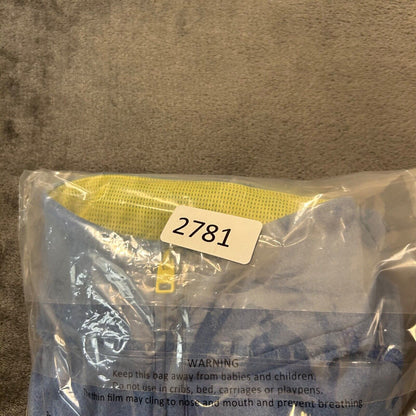 2781
WARNING
Keep this bag away from babies and children.
Do not use in cribs, bed, carriages or playpens.
thin film may cling to nose and mouth and prevent breathing